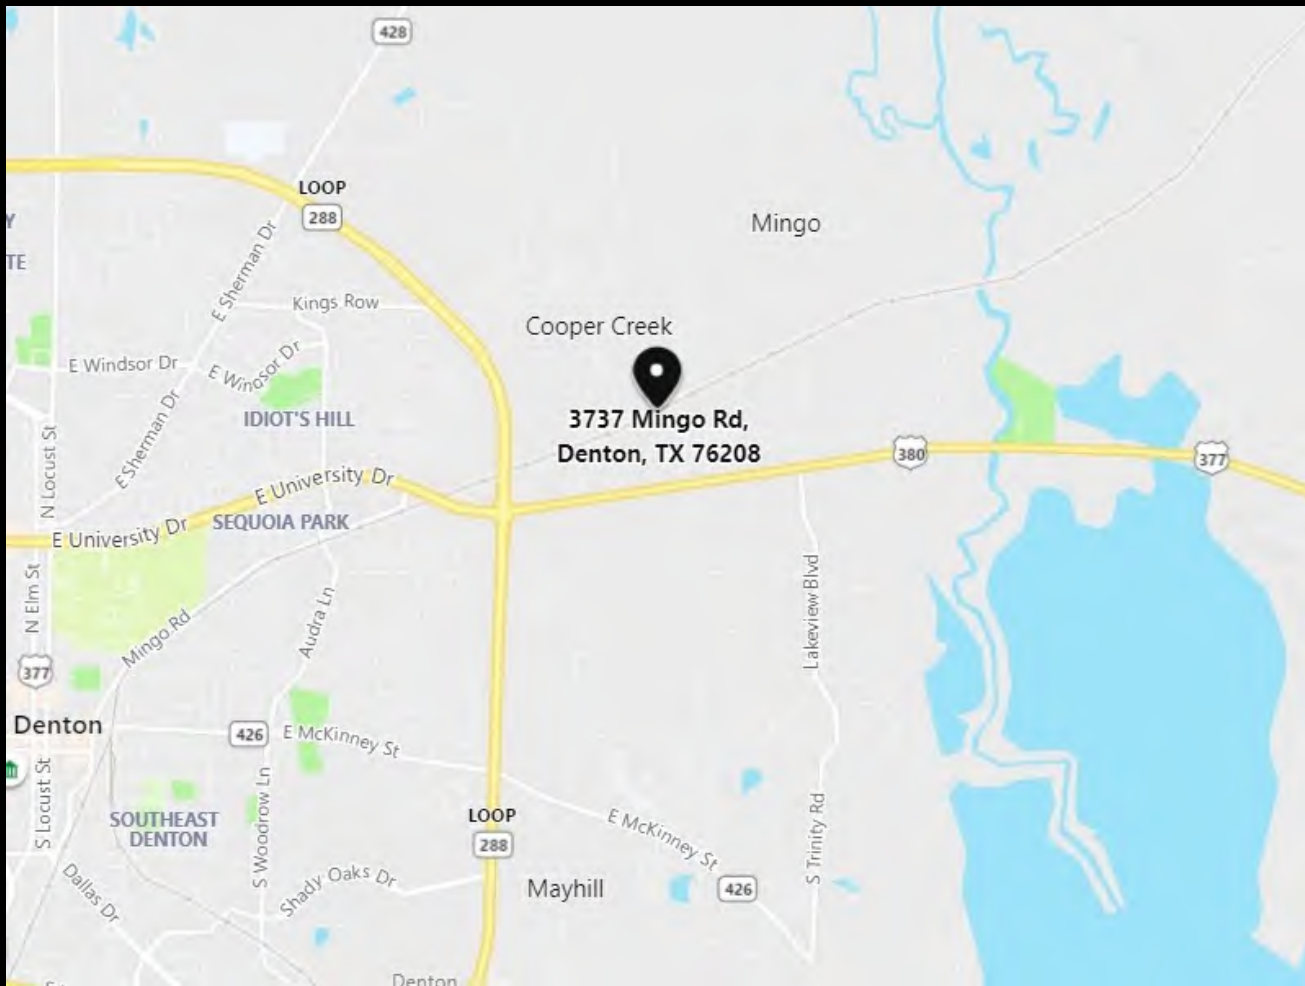 428
LOOP
288
Y
TE
Mingo
E Sherman Dr
Kings Row
Cooper Creek
E Windsor Dr
E Windsor Dr
E Sherman Dr
IDIOT'S HILL
3737 Mingo Rd,
Denton, TX 76208
N Locust St
380
377
E University Dr
SEQUOIA PARK
E University Dr
N Elm St
Audra Ln
Lakeview Blvd
Mingo Rd
377
Denton
426
E McKinney St
S Locust St
SOUTHEAST
DENTON
S Woodrow Ln
LOOP
288
E McKinney St
S Trinity Rd
Shady Oaks Dr
Mayhill
426
Dallas Dr
Denton